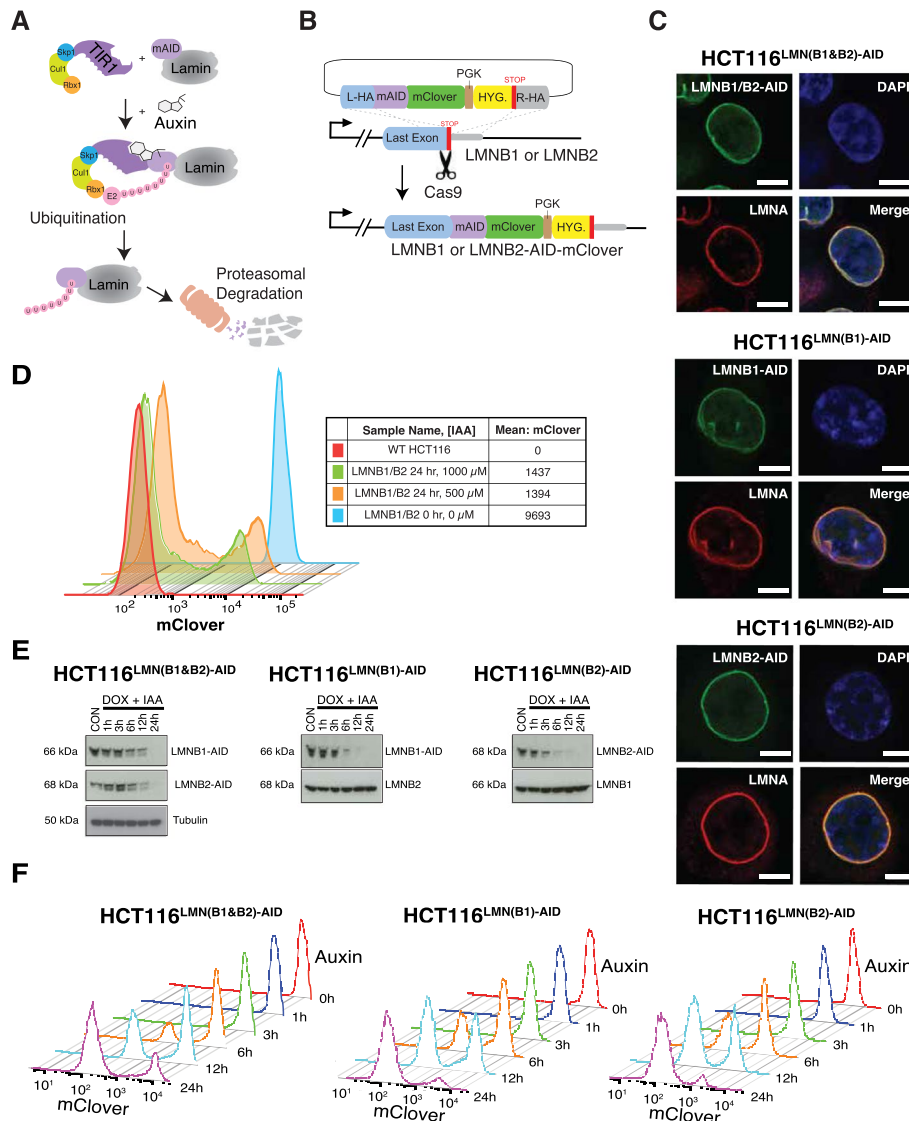 A
Skp1
TIR1
mAID
Cul1
+
Lamin
Rbx1
+
Auxin
Skp1
Cul1
Lamin
Rbx1
E2
U U U U U U U U
Ubiquitination
Lamin
U U U U U U U U
Proteasomal
Degradation
B
PGK
STOP
L-HA mAID mClover HYG. R-HA
STOP
Last Exon
LMNB1 or LMNB2
Cas9
PGK
Last Exon mAID mClover HYG.
LMNB1 or LMNB2-AID-mClover
C
HCT116LMN(B1&B2)-AID
LMNB1/B2-AID
DAPI
LMNA
Merge
HCT116LMN(B1)-AID
LMNB1-AID
DAPI
LMNA
Merge
HCT116LMN(B2)-AID
LMNB2-AID
DAPI
LMNA
Merge
D
Sample Name, [IAA] Mean: mClover
WT HCT116 0
LMNB1/B2 24 hr, 1000 µM 1437
LMNB1/B2 24 hr, 500 µM 1394
LMNB1/B2 0 hr, 0 µM 9693
10² 10³ 10⁴ 10⁵
mClover
E
HCT116LMN(B1&B2)-AID
DOX + IAA
CON 1h 3h 6h 12h 24h
66 kDa LMNB1-AID
68 kDa LMNB2-AID
50 kDa Tubulin
HCT116LMN(B1)-AID
DOX + IAA
CON 1h 3h 6h 12h 24h
66 kDa LMNB1-AID
68 kDa LMNB2
HCT116LMN(B2)-AID
DOX + IAA
CON 1h 3h 6h 12h 24h
68 kDa LMNB2-AID
66 kDa LMNB1
F
HCT116LMN(B1&B2)-AID
Auxin
0h
1h
3h
6h
12h
24h
10¹ 10² 10³ 10⁴
mClover
HCT116LMN(B1)-AID
Auxin
0h
1h
3h
6h
12h
24h
10¹ 10² 10³ 10⁴
mClover
HCT116LMN(B2)-AID
Auxin
0h
1h
3h
6h
12h
24h
10¹ 10² 10³ 10⁴
mClover